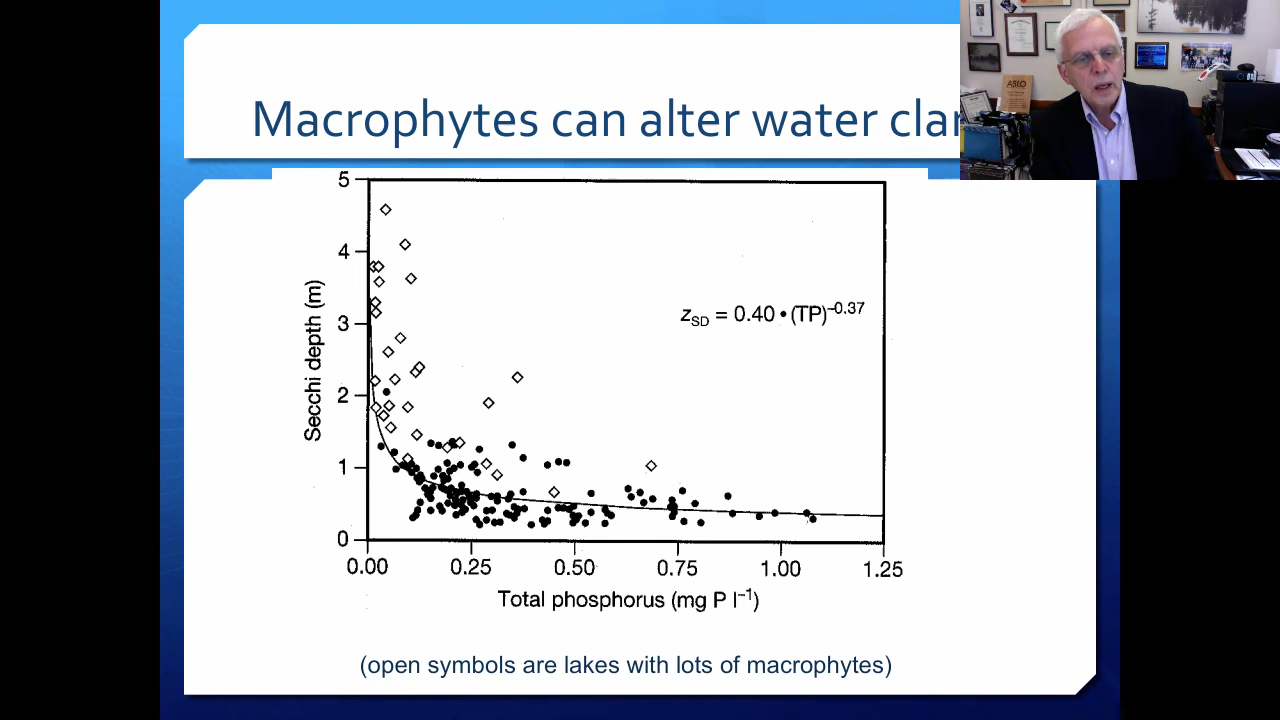 Macrophytes can alter water clar
ASLO
5
4
3
2
1
0
Secchi depth (m)
z_SD = 0.40 • (TP)^−0.37
0.00 0.25 0.50 0.75 1.00 1.25
Total phosphorus (mg P l^−1)
(open symbols are lakes with lots of macrophytes)